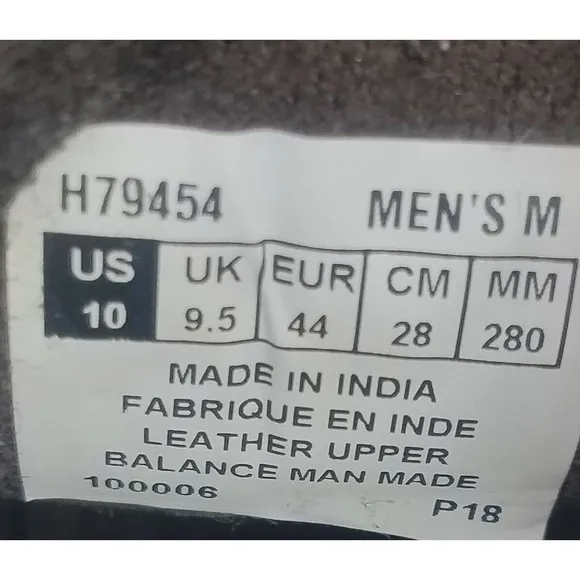 H79454 MEN'S M
US UK EUR CM MM
10 9.5 44 28 280
MADE IN INDIA
FABRIQUE EN INDE
LEATHER UPPER
BALANCE MAN MADE
100006 P18